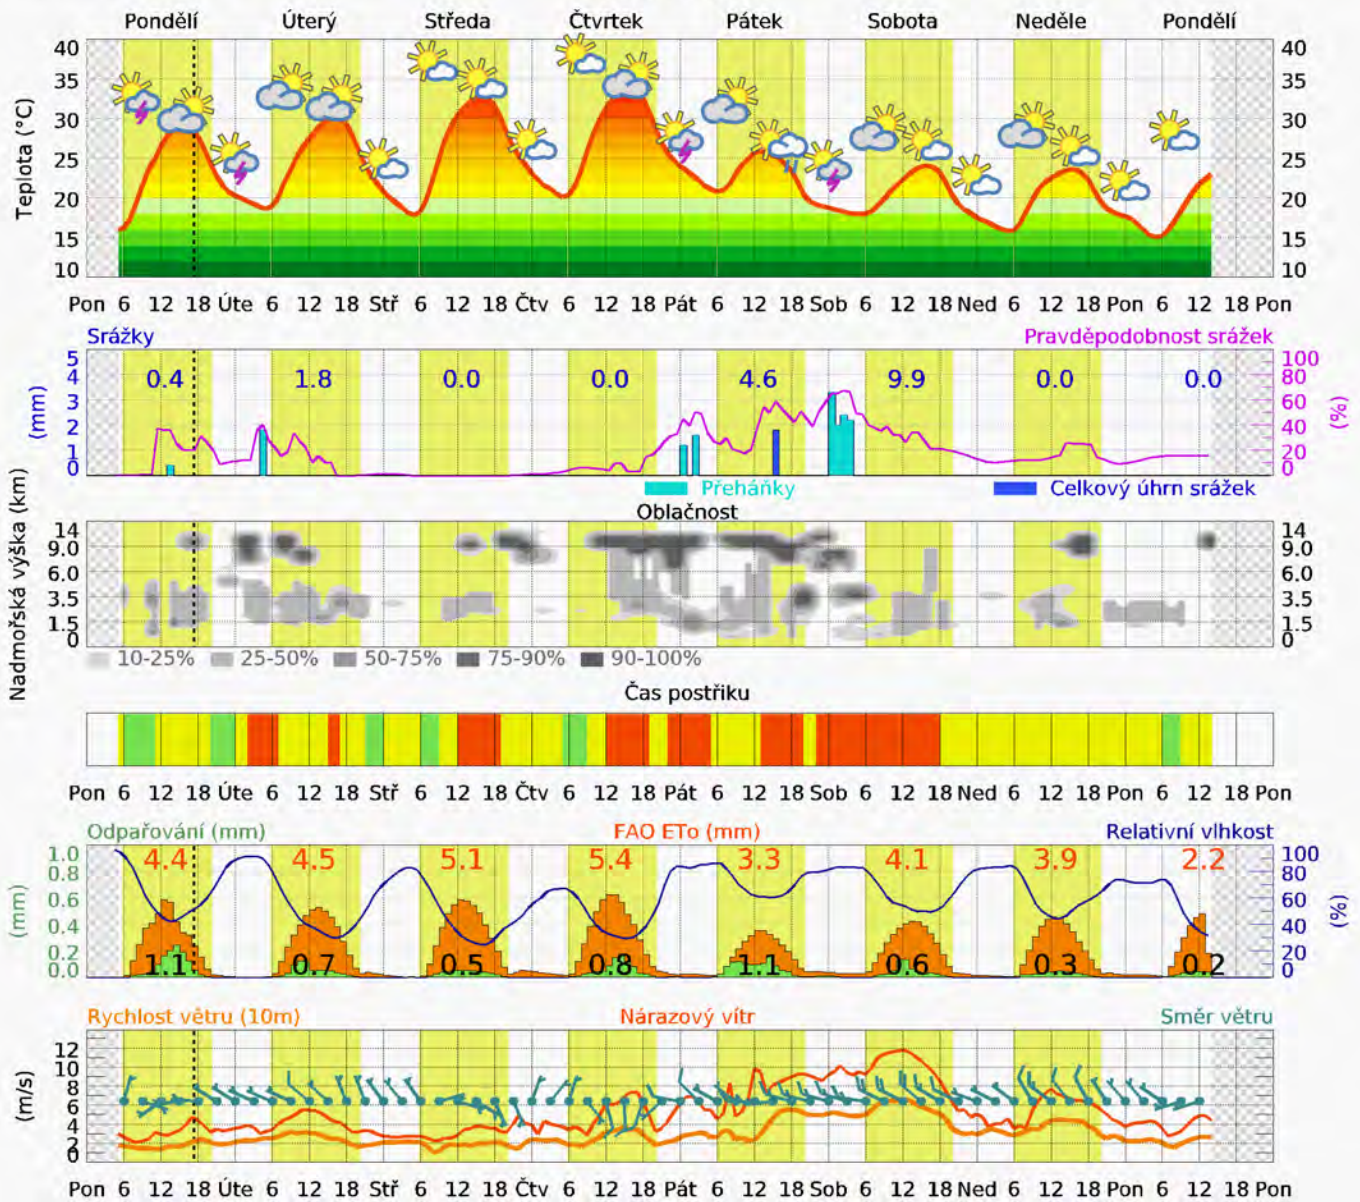 Pondělí Úterý Středa Čtvrtek Pátek Sobota Neděle Pondělí
Teplota (°C)
40 40
35 35
30 30
25 25
20 20
15 15
10 10
Pon 6 12 18 Úte 6 12 18 Stř 6 12 18 Čtv 6 12 18 Pát 6 12 18 Sob 6 12 18 Ned 6 12 18 Pon 6 12 18 Pon
Srážky Pravděpodobnost srážek
(mm) (%)
5 100
4 80
3 60
2 40
1 20
0 0
0.4 1.8 0.0 0.0 4.6 9.9 0.0 0.0
Přeháňky Celkový úhrn srážek
Oblačnost
Nadmořská výška (km)
14 14
9.0 9.0
6.0 6.0
3.5 3.5
1.5 1.5
0 0
10-25% 25-50% 50-75% 75-90% 90-100%
Čas postřiku
Pon 6 12 18 Úte 6 12 18 Stř 6 12 18 Čtv 6 12 18 Pát 6 12 18 Sob 6 12 18 Ned 6 12 18 Pon 6 12 18 Pon
Odpařování (mm) FAO ETo (mm) Relativní vlhkost
(mm) (%)
1.0 100
0.8 80
0.6 60
0.4 40
0.2 20
0.0 0
4.4 4.5 5.1 5.4 3.3 4.1 3.9 2.2
1.1 0.7 0.5 0.8 1.1 0.6 0.3 0.2
Rychlost větru (10m) Nárazový vítr Směr větru
(m/s)
12
10
8
6
4
2
0
Pon 6 12 18 Úte 6 12 18 Stř 6 12 18 Čtv 6 12 18 Pát 6 12 18 Sob 6 12 18 Ned 6 12 18 Pon 6 12 18 Pon